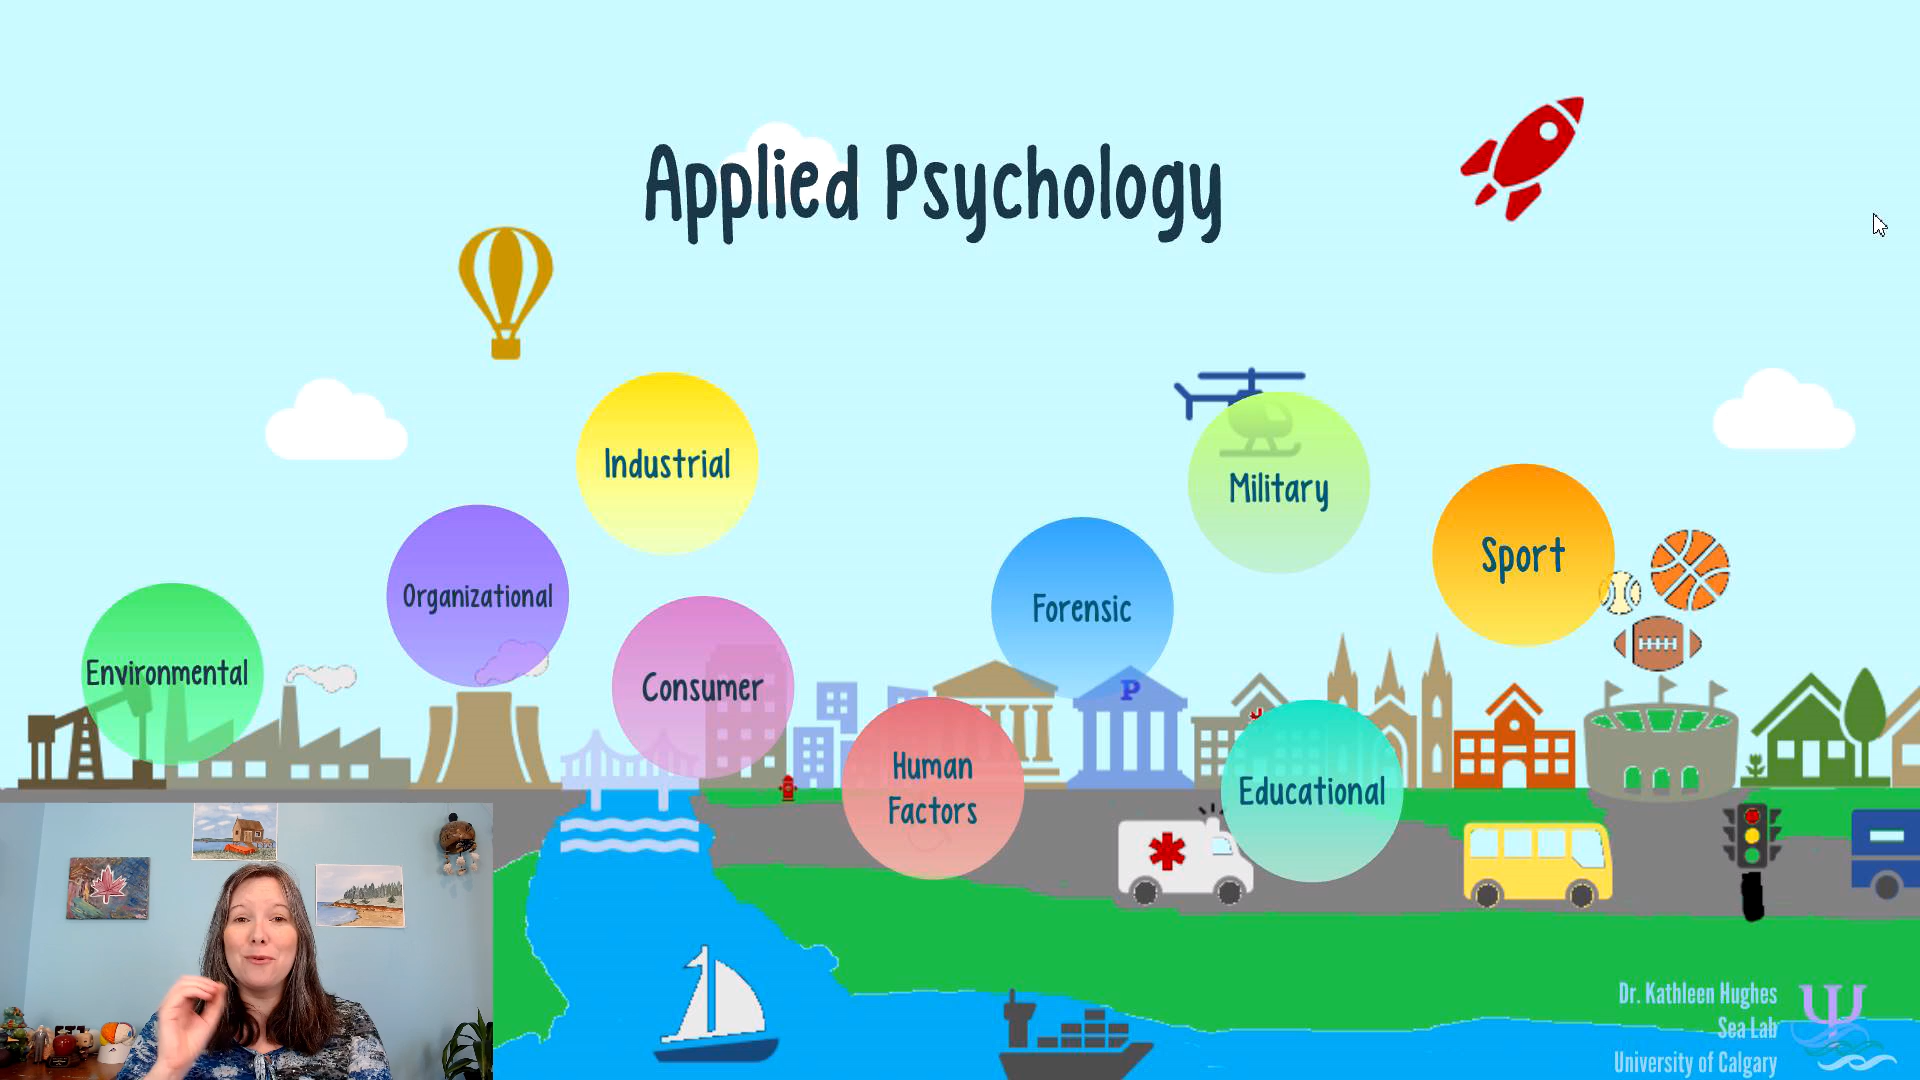 Applied Psychology
Industrial
Military
Sport
Organizational
Forensic
Environmental
Consumer
P
Human
Factors
Educational
Dr. Kathleen Hughes
Sea Lab
University of Calgary
Ψ